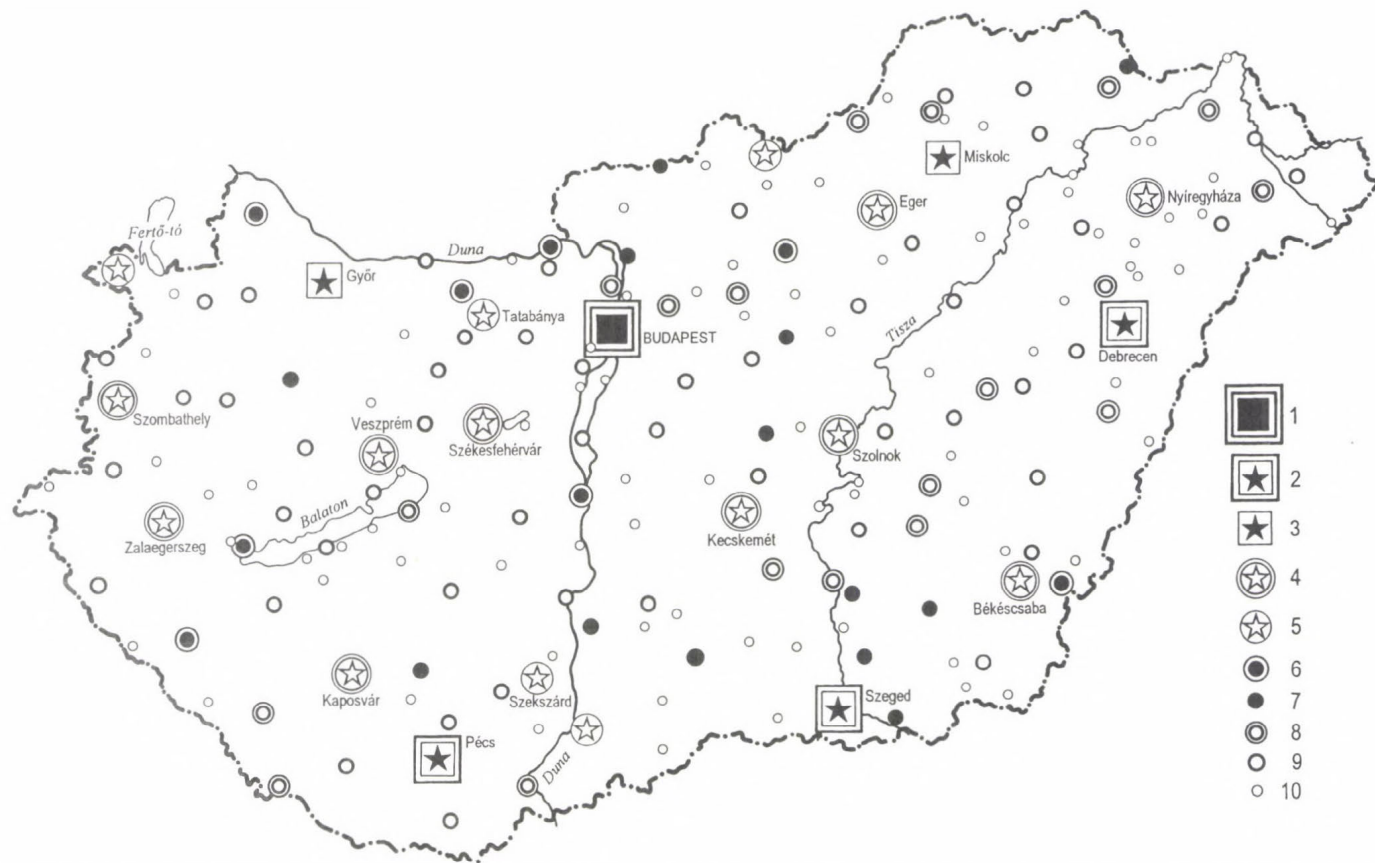 Miskolc
Eger
Nyíregyháza
Fertő-tó
Duna
Győr
Tatabánya
BUDAPEST
Tisza
Debrecen
Szombathely
Veszprém
Székesfehérvár
Szolnok
Balaton
Zalaegerszeg
Kecskemét
Békéscsaba
Kaposvár
Szekszárd
Szeged
Pécs
Duna
1
2
3
4
5
6
7
8
9
10